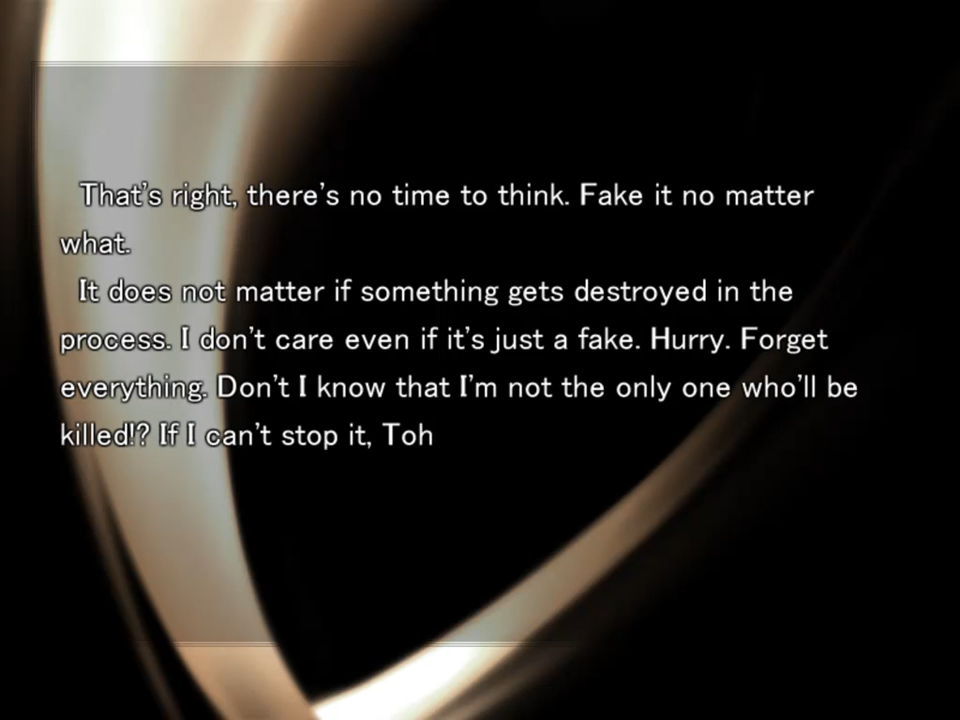 That's right, there's no time to think. Fake it no matter
what.
It does not matter if something gets destroyed in the
process. I don't care even if it's just a fake. Hurry. Forget
everything. Don't I know that I'm not the only one who'll be
killed!? If I can't stop it, Toh